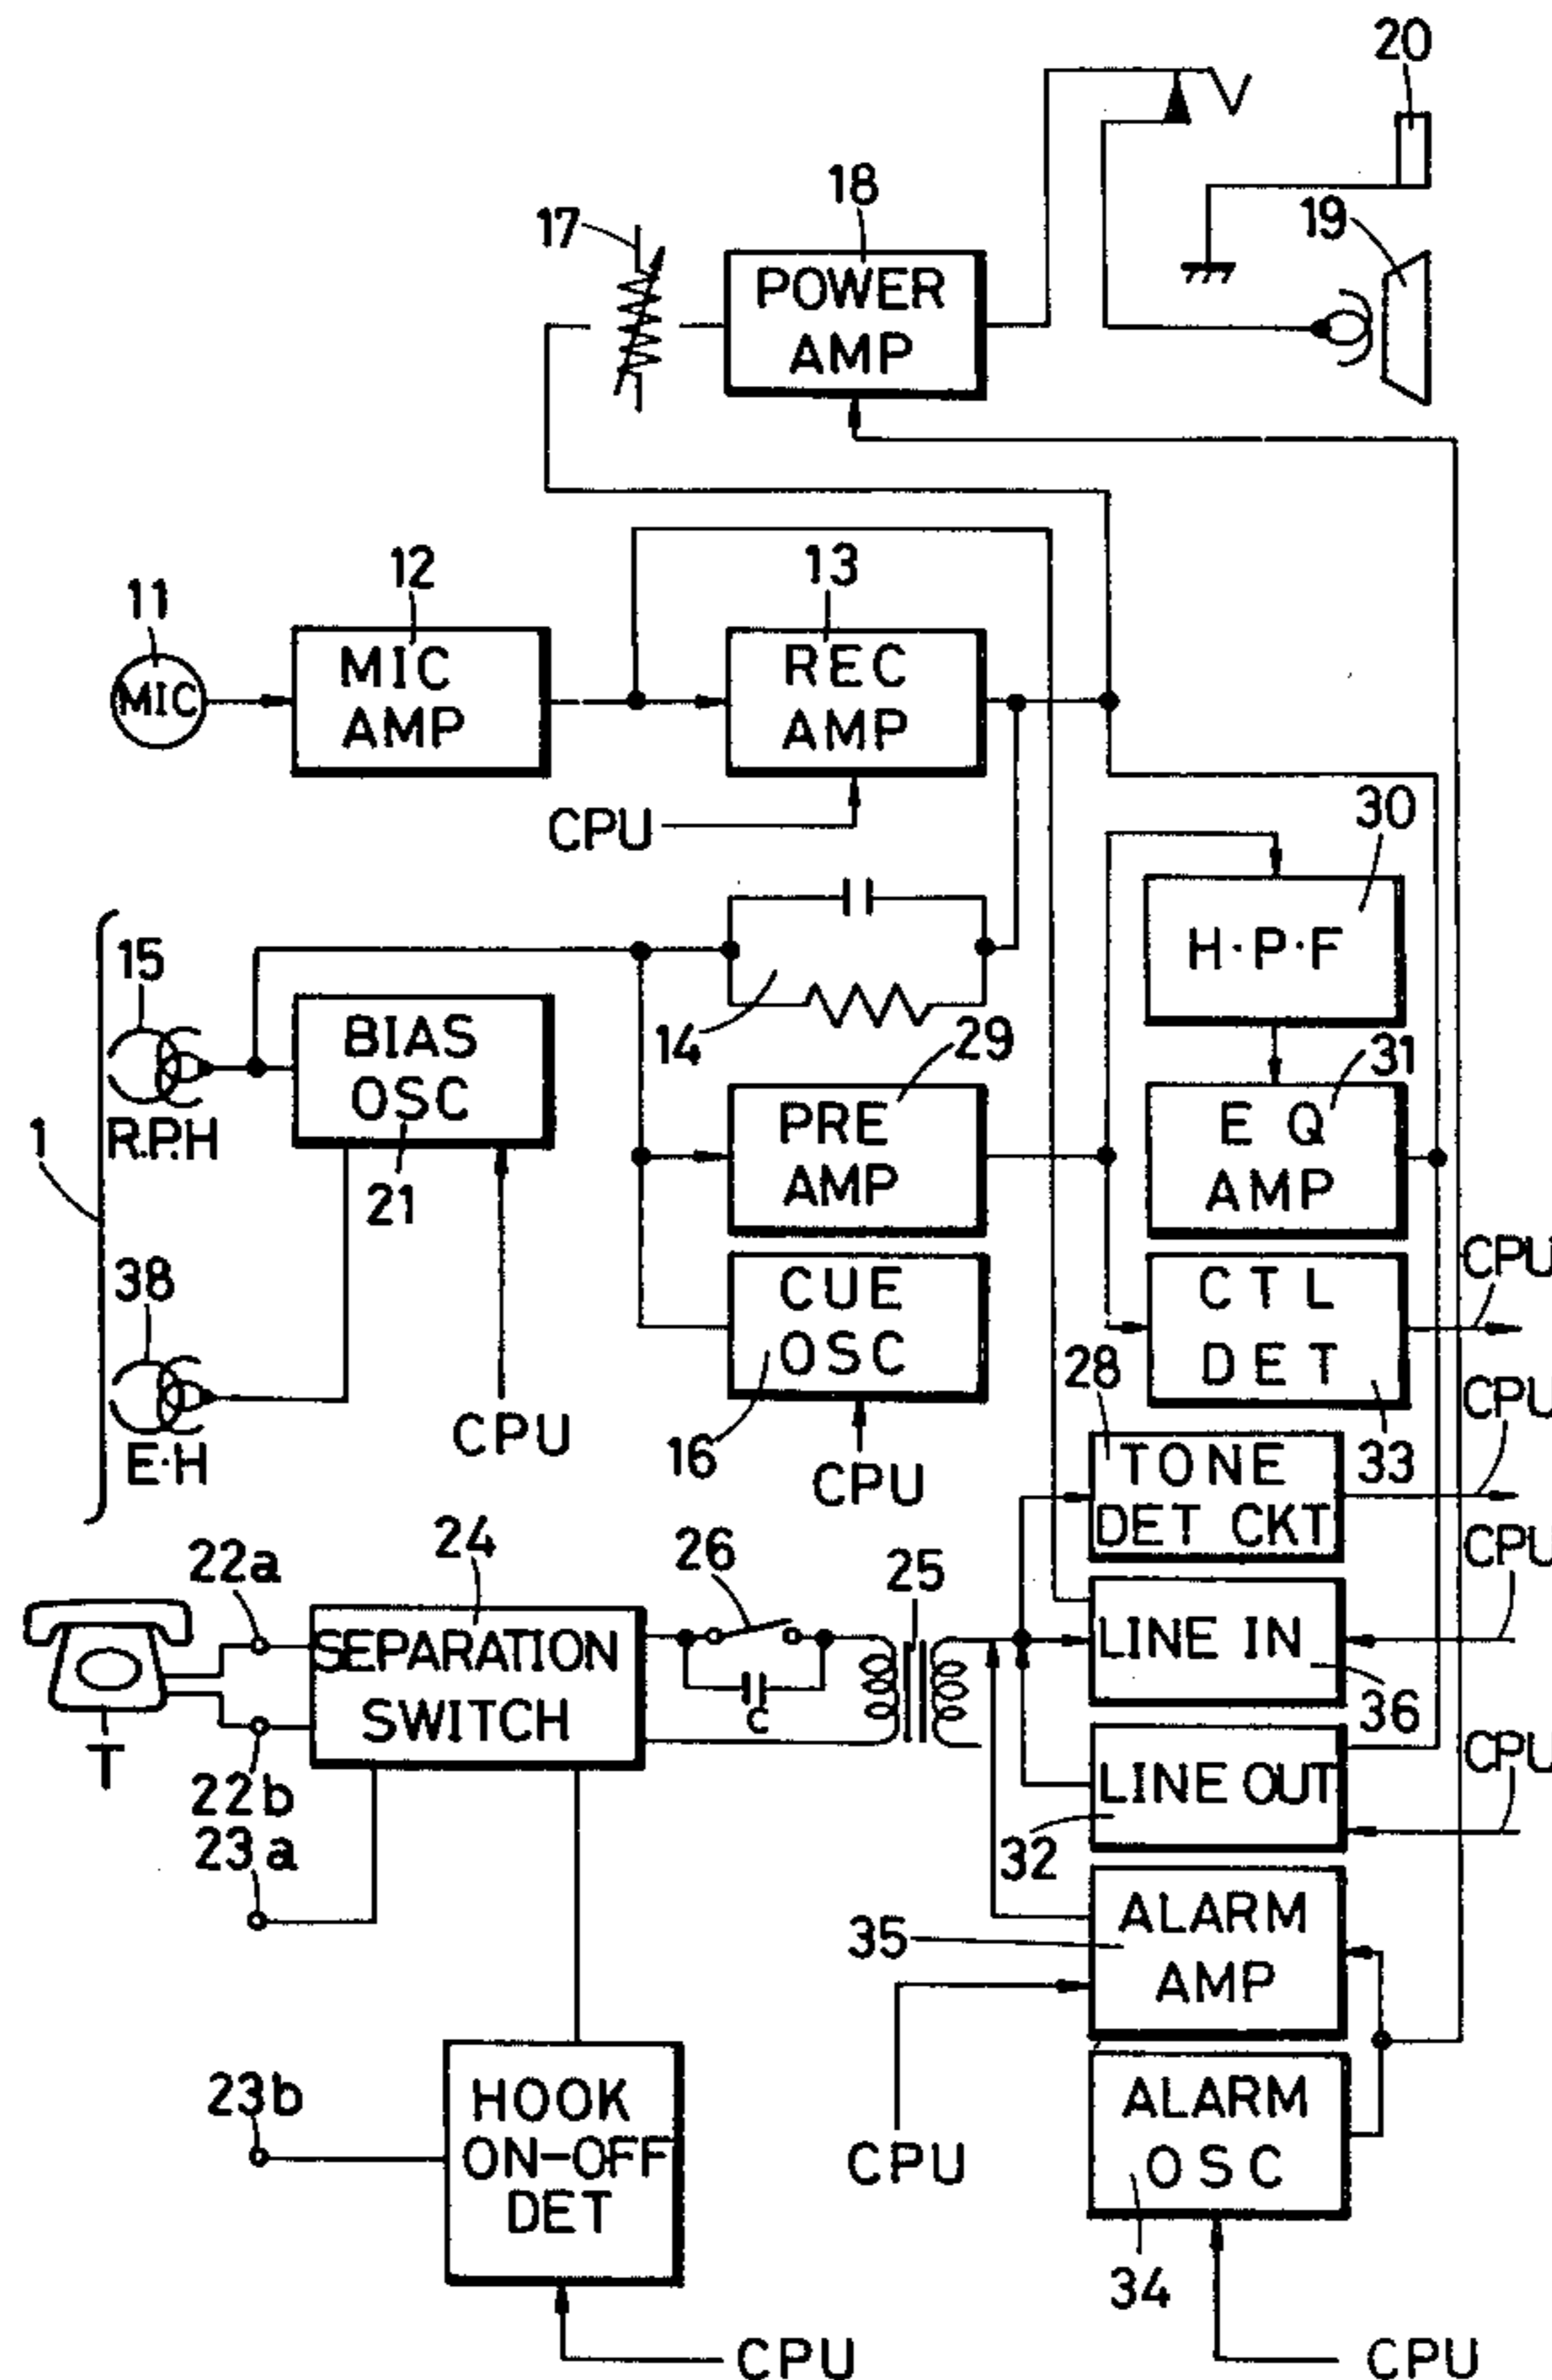 20
18
17
19
POWER
AMP
12
13
11
MIC
MIC
AMP
REC
AMP
CPU
30
H·P·F
15
14
29
31
BIAS
OSC
PRE
AMP
E Q
AMP
R.P.H
1
21
CPU
38
CUE
OSC
CTL
DET
28
CPU
E·H
CPU
16
CPU
33
TONE
DET CKT
22a
24
26
25
CPU
SEPARATION
SWITCH
C
LINE IN
36
T
22b
LINE OUT
CPU
23a
32
35
ALARM
AMP
23b
HOOK
ON-OFF
DET
CPU
ALARM
OSC
34
CPU
CPU